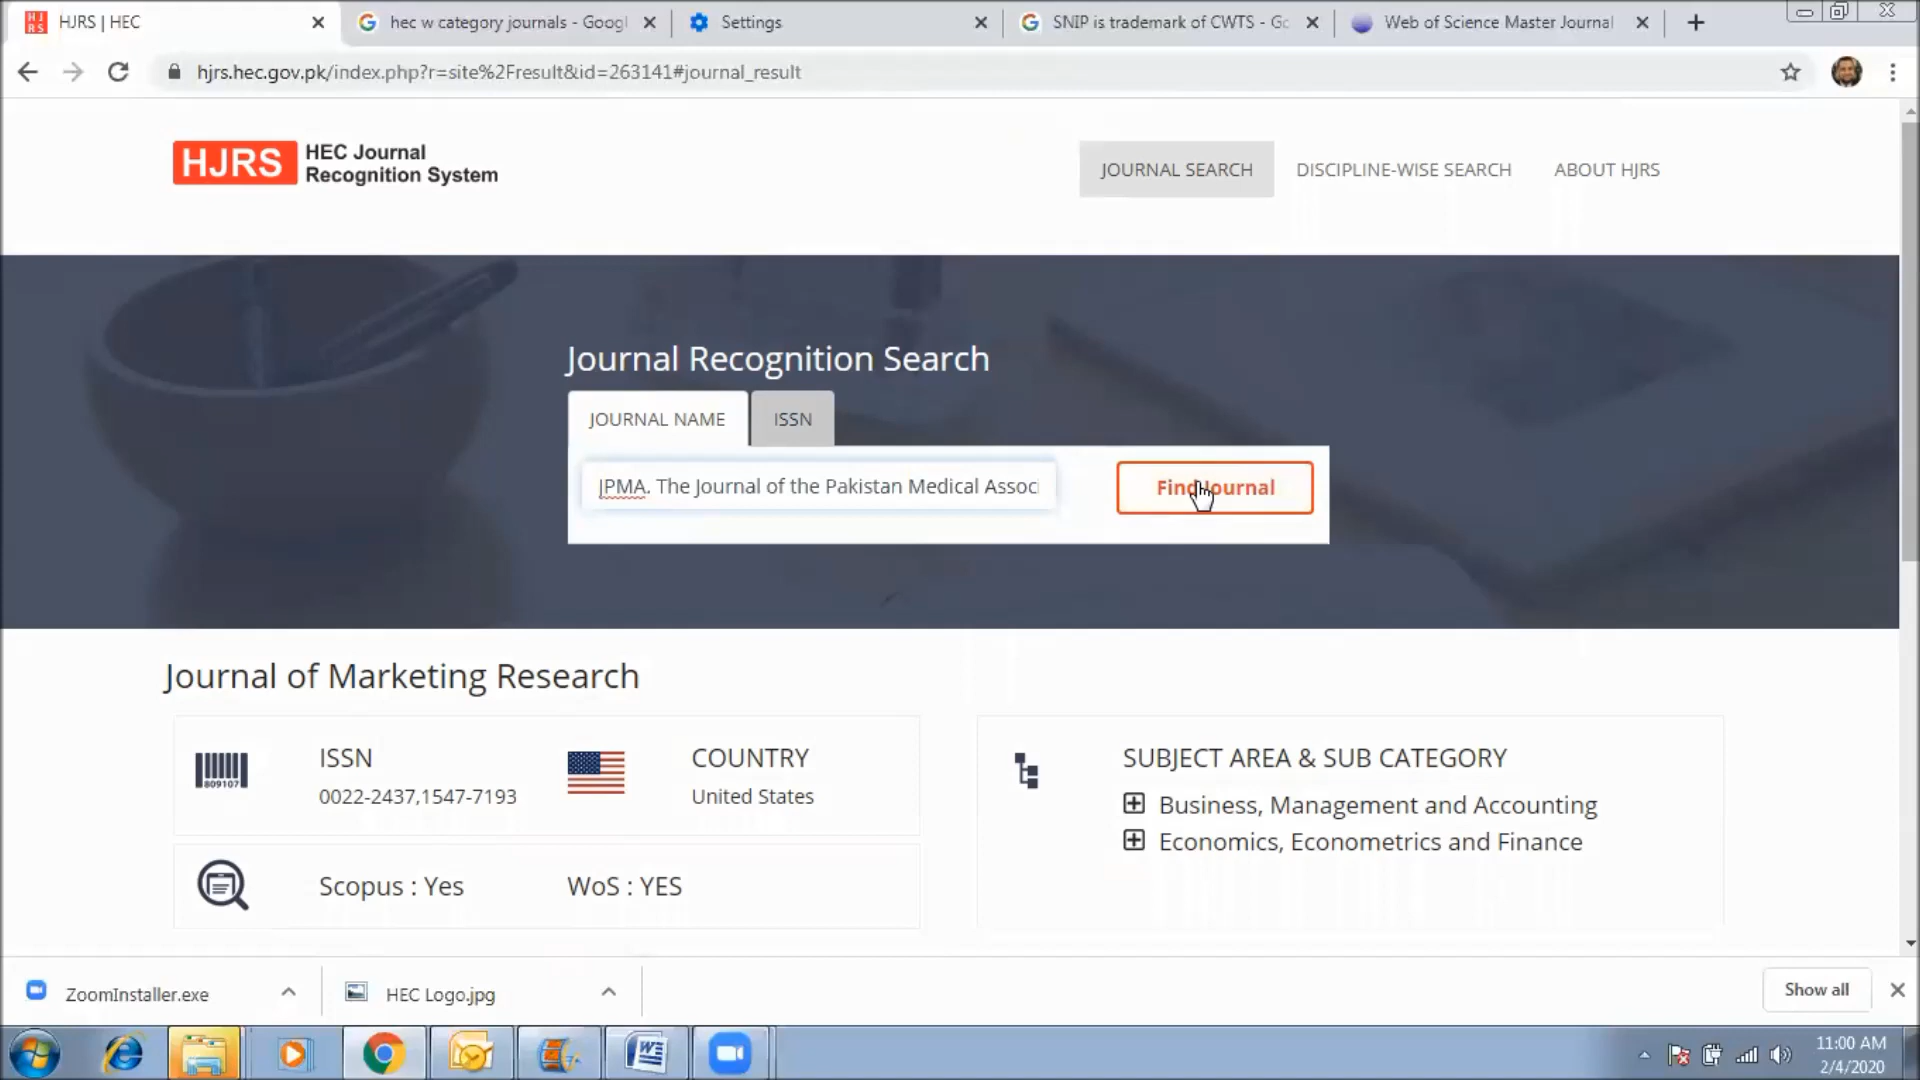 HJRS | HEC
hec w category journals - Googl
Settings
SNIP is trademark of CWTS - Go
Web of Science Master Journal
hjrs.hec.gov.pk/index.php?r=site%2Fresult&id=263141#journal_result
HJRS HEC Journal
Recognition System
JOURNAL SEARCH
DISCIPLINE-WISE SEARCH
ABOUT HJRS
Journal Recognition Search
JOURNAL NAME
ISSN
JPMA. The Journal of the Pakistan Medical Associ
Find Journal
Journal of Marketing Research
ISSN
0022-2437,1547-7193
COUNTRY
United States
SUBJECT AREA & SUB CATEGORY
Business, Management and Accounting
Economics, Econometrics and Finance
809107
Scopus : Yes
WoS : YES
ZoomInstaller.exe
HEC Logo.jpg
Show all
11:00 AM
2/4/2020